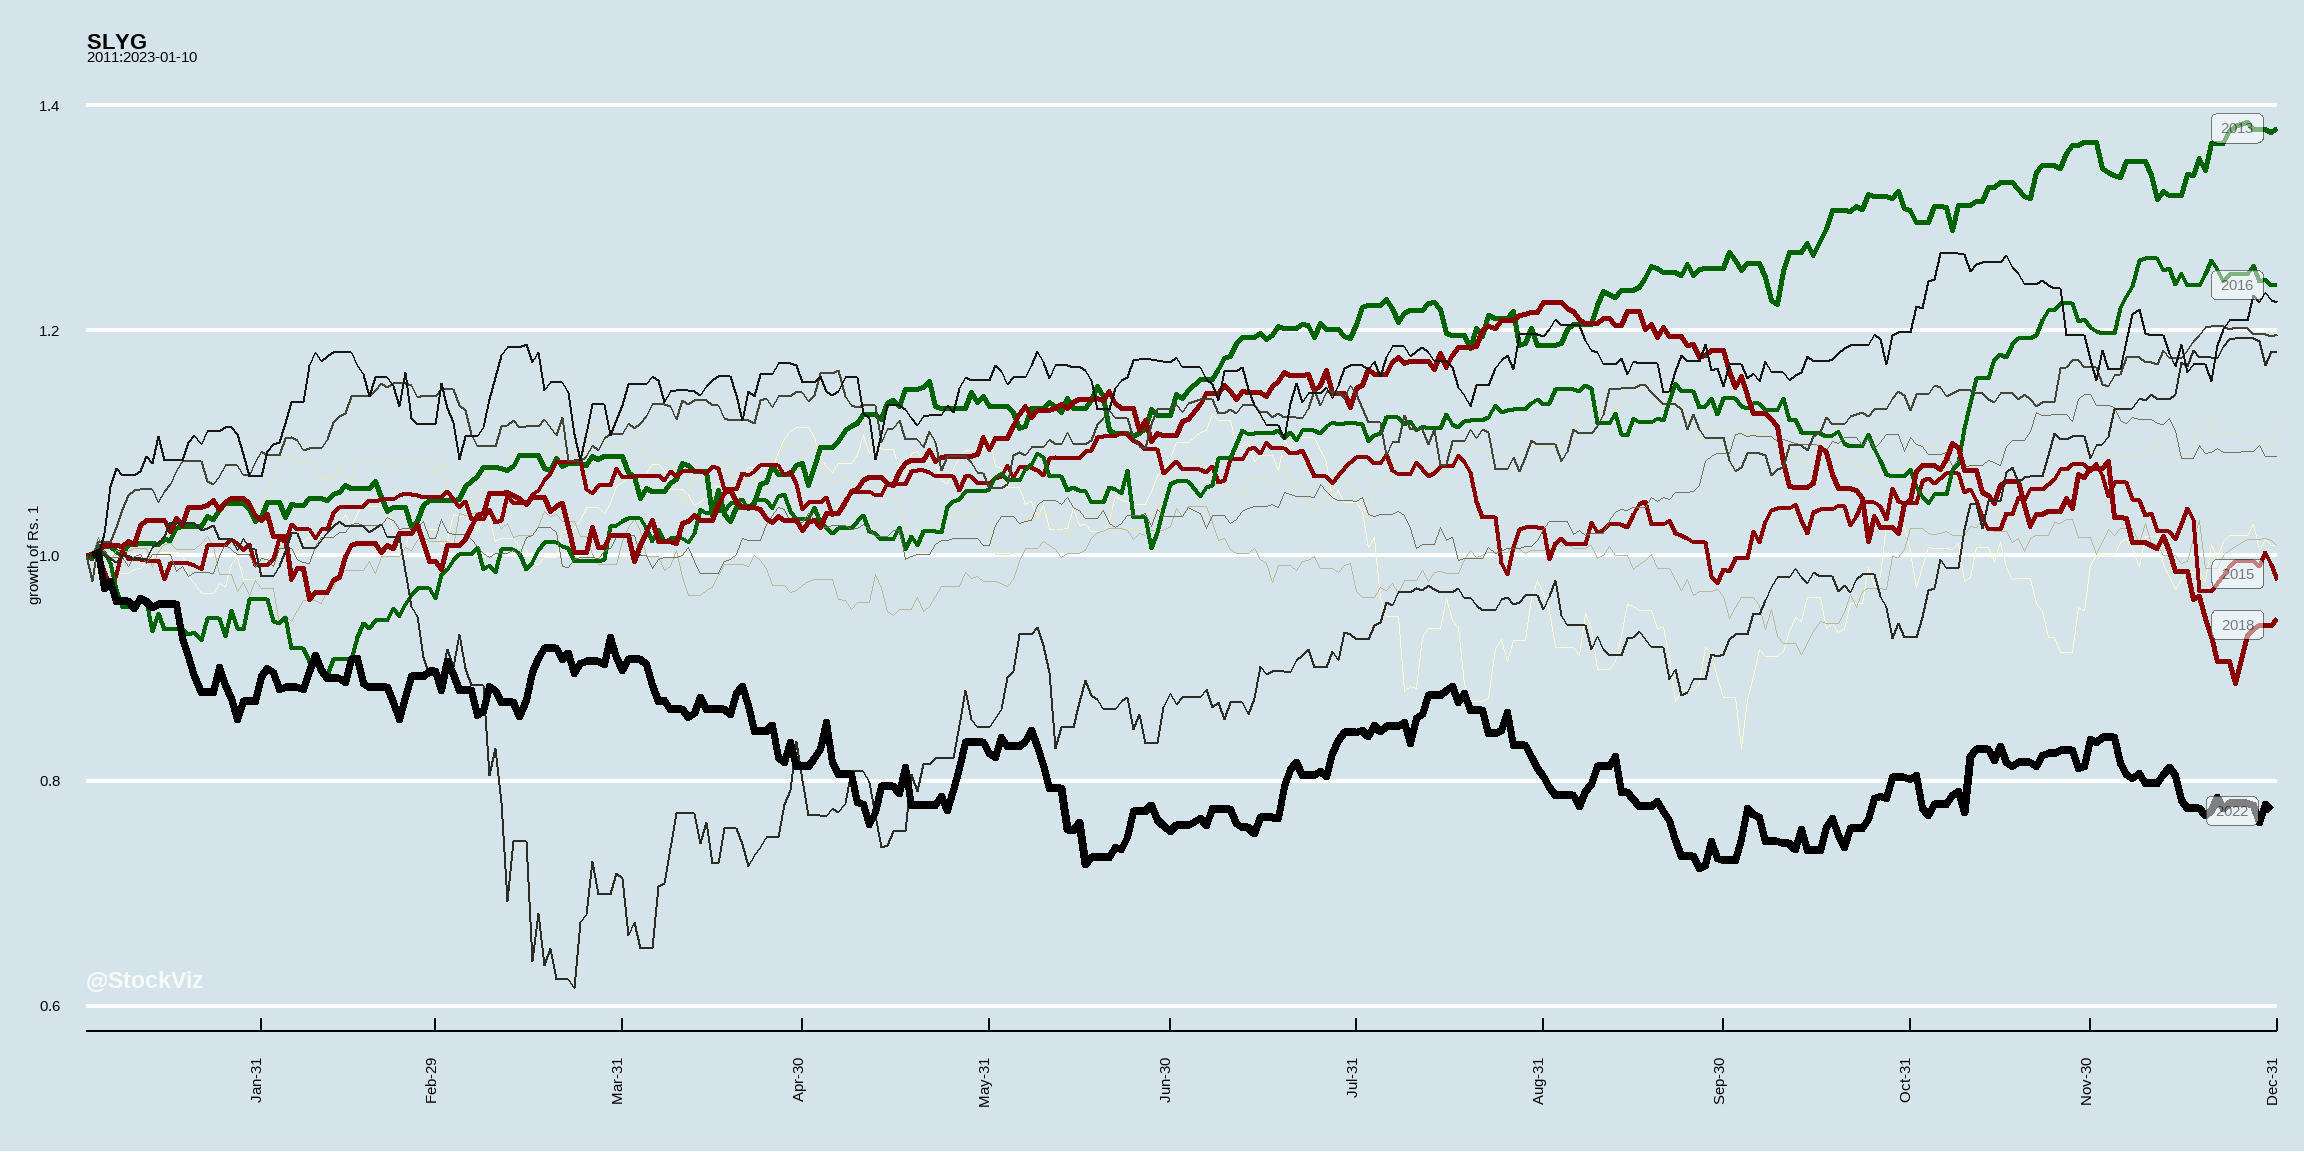 SLYG
2011:2023-01-10
growth of Rs. 1
1.4
1.2
1.0
0.8
0.6
2013
2016
2015
2018
2022
@StockViz
Jan-31
Feb-29
Mar-31
Apr-30
May-31
Jun-30
Jul-31
Aug-31
Sep-30
Oct-31
Nov-30
Dec-31